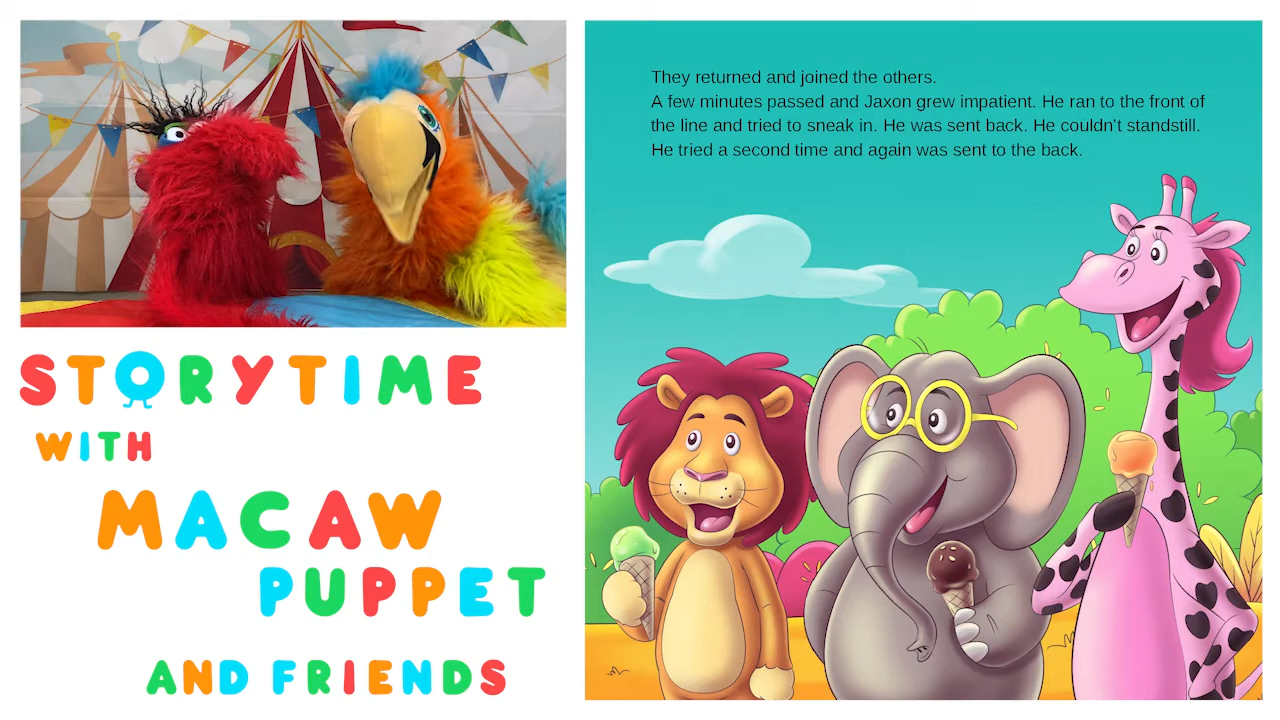 STORYTIME
WITH
MACAW
PUPPET
AND FRIENDS
They returned and joined the others.
A few minutes passed and Jaxon grew impatient. He ran to the front of
the line and tried to sneak in. He was sent back. He couldn't standstill.
He tried a second time and again was sent to the back.